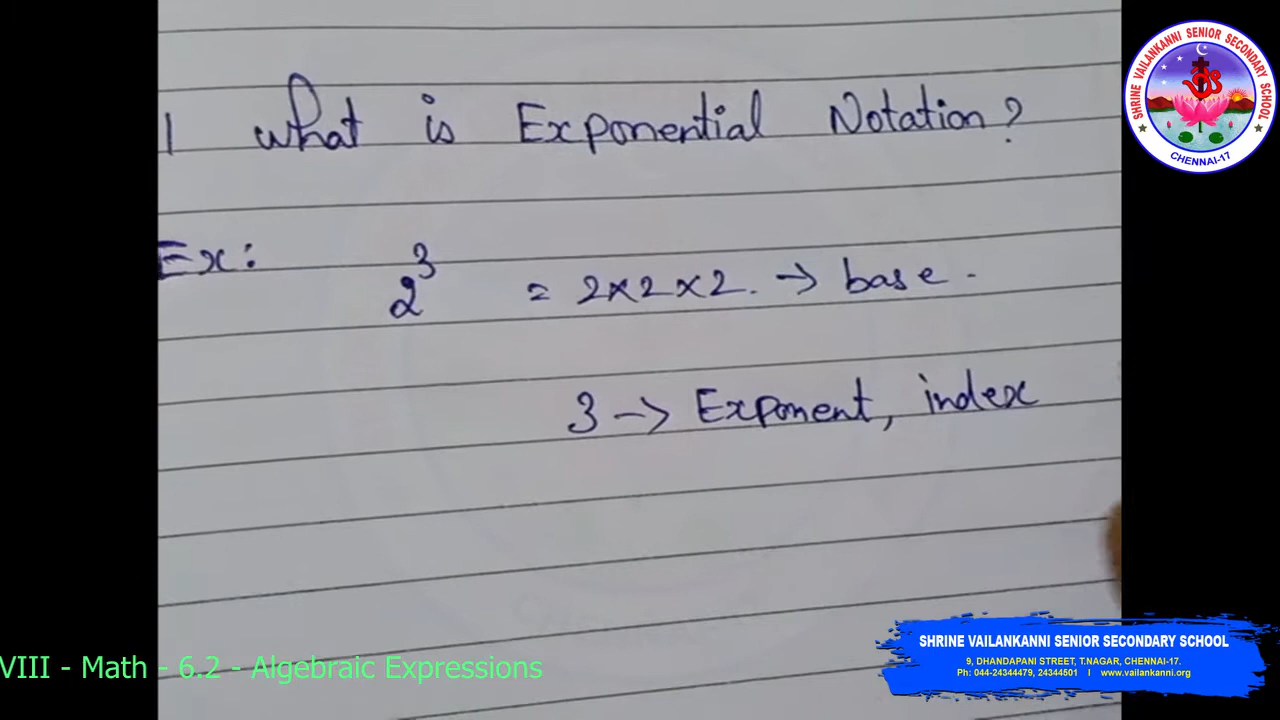 1 What is Exponential Notation?
Ex: 2³ = 2×2×2. → base.
3 → Exponent, index
SHRINE VAILANKANNI SENIOR SECONDARY SCHOOL
CHENNAI-17
VIII - Math - 6.2 - Algebraic Expressions
SHRINE VAILANKANNI SENIOR SECONDARY SCHOOL
9, DHANDAPANI STREET, T.NAGAR, CHENNAI-17.
Ph: 044-24344479, 24344501 I www.vailankanni.org